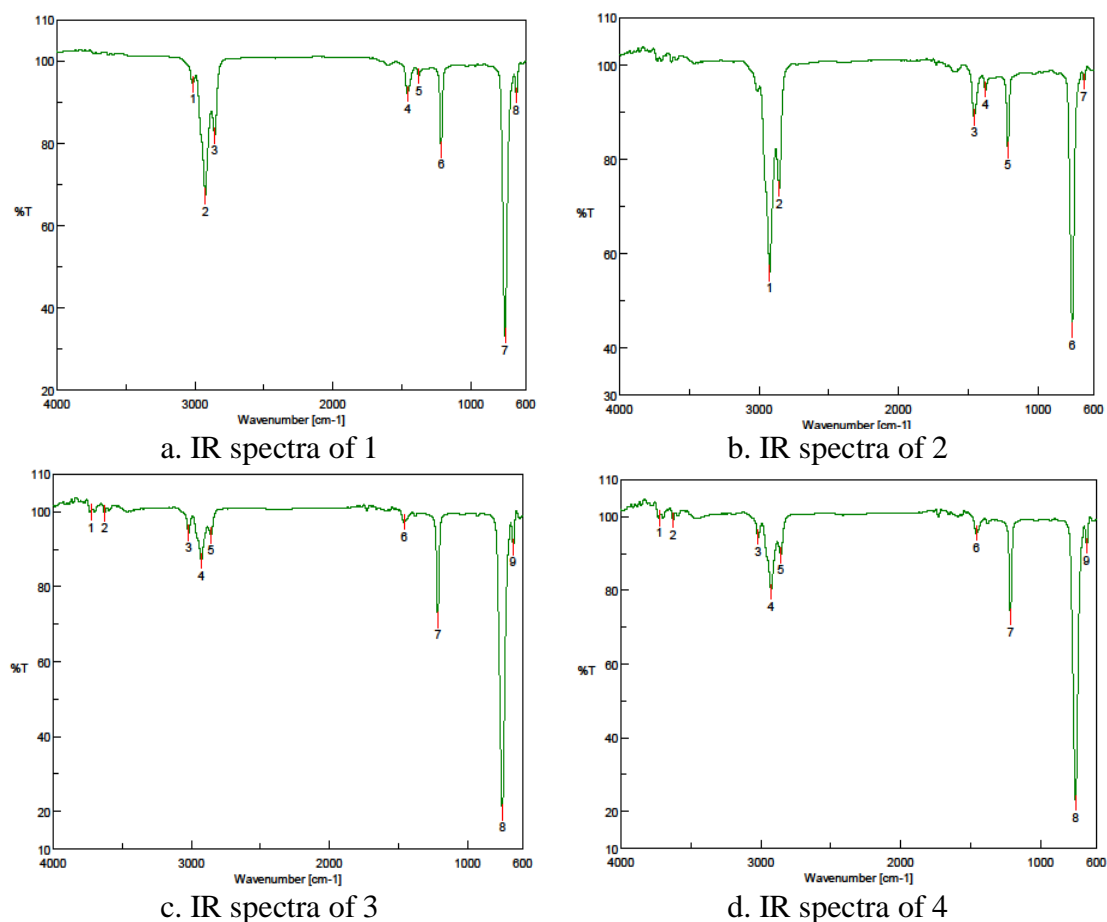 110
100
80
%T
60
40
20
4000 3000 2000 1000 600
Wavenumber [cm-1]
1 2 3 4 5 6 7 8
a. IR spectra of 1
110
100
80
%T
60
40
30
4000 3000 2000 1000 600
Wavenumber [cm-1]
1 2 3 4 5 6 7
b. IR spectra of 2
110
100
80
60
%T
40
20
10
4000 3000 2000 1000 600
Wavenumber [cm-1]
1 2 3 4 5 6 7 8 9
c. IR spectra of 3
110
100
80
60
%T
40
20
10
4000 3000 2000 1000 600
Wavenumber [cm-1]
1 2 3 4 5 6 7 8 9
d. IR spectra of 4